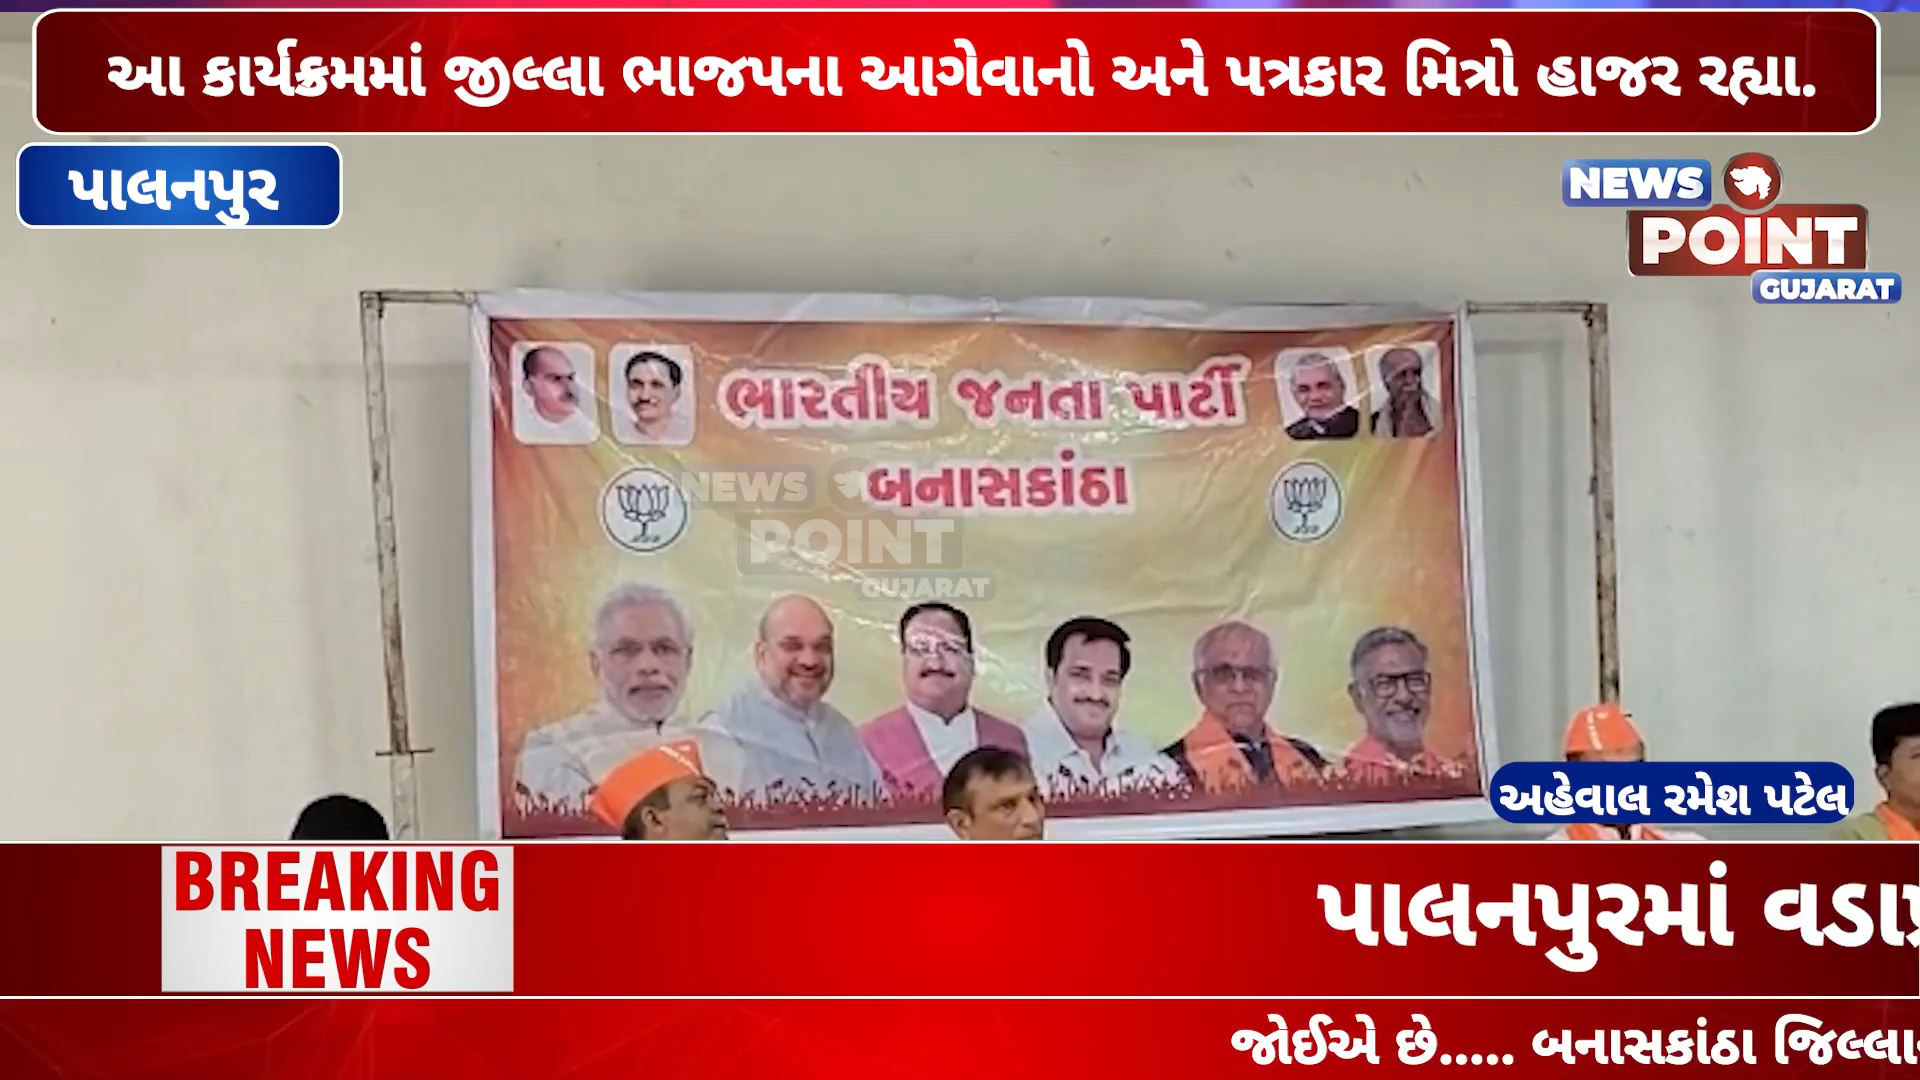 આ કાર્યક્રમમાં જીલ્લા ભાજપના આગેવાનો અને પત્રકાર મિત્રો હાજર રહ્યા.
પાલનપુર
NEWS
POINT
GUJARAT
ભારતીય જનતા પાર્ટી
બનાસકાંઠા
NEWS
POINT
GUJARAT
અહેવાલ રમેશ પટેલ
BREAKING
NEWS
પાલનપુરમાં
જોઈએ છે..... બનાસકાંઠા